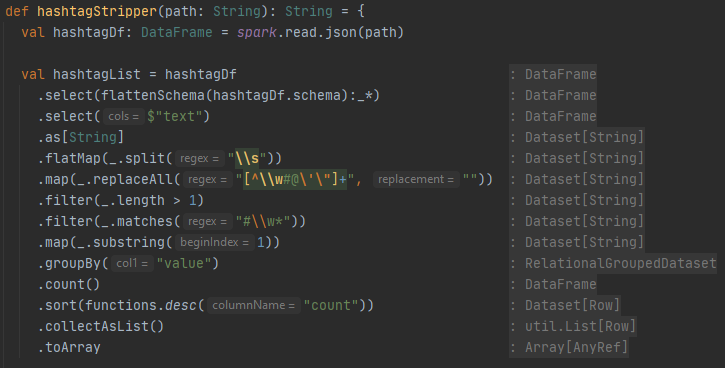 def hashtagStripper(path: String): String = {
  val hashtagDf: DataFrame = spark.read.json(path)
  val hashtagList = hashtagDf : DataFrame
    .select(flattenSchema(hashtagDf.schema):_*) : DataFrame
    .select( cols = $"text") : DataFrame
    .as[String] : Dataset[String]
    .flatMap(_.split( regex = "\\s")) : Dataset[String]
    .map(_.replaceAll( regex = "[^\\w#@\'\"]+", replacement = "")) : Dataset[String]
    .filter(_.length > 1) : Dataset[String]
    .filter(_.matches( regex = "#\\w*")) : Dataset[String]
    .map(_.substring( beginIndex = 1)) : Dataset[String]
    .groupBy( col1 = "value") : RelationalGroupedDataset
    .count() : DataFrame
    .sort(functions.desc( columnName = "count")) : Dataset[Row]
    .collectAsList() : util.List[Row]
    .toArray : Array[AnyRef]